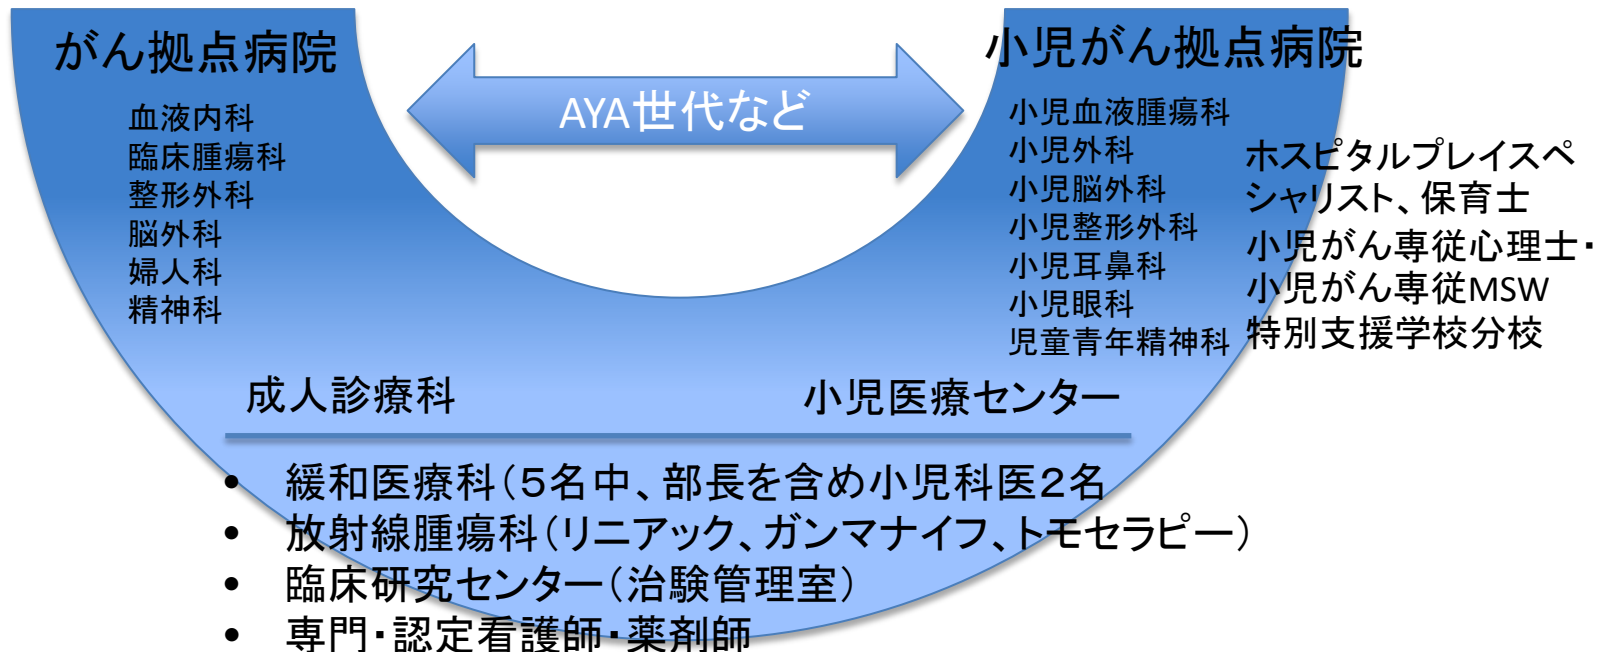 がん拠点病院
血液内科
臨床腫瘍科
整形外科
脳外科
婦人科
精神科
AYA世代など
小児がん拠点病院
小児血液腫瘍科
小児外科
小児脳外科
小児整形外科
小児耳鼻科
小児眼科
児童青年精神科
ホスピタルプレイスペ
シャリスト、保育士
小児がん専従心理士・
小児がん専従MSW
特別支援学校分校
成人診療科
小児医療センター
• 緩和医療科（５名中、部長を含め小児科医２名
• 放射線腫瘍科（リニアック、ガンマナイフ、トモセラピー）
• 臨床研究センター（治験管理室）
• 専門・認定看護師・薬剤師